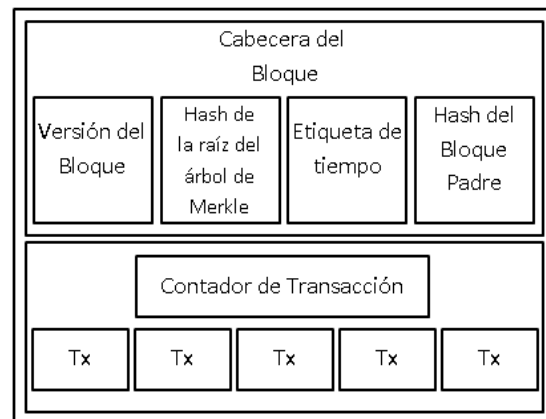 Cabecera del
Bloque
Versión del
Bloque
Hash de
la raíz del
árbol de
Merkle
Etiqueta de
tiempo
Hash del
Bloque
Padre
Contador de Transacción
Tx
Tx
Tx
Tx
Tx